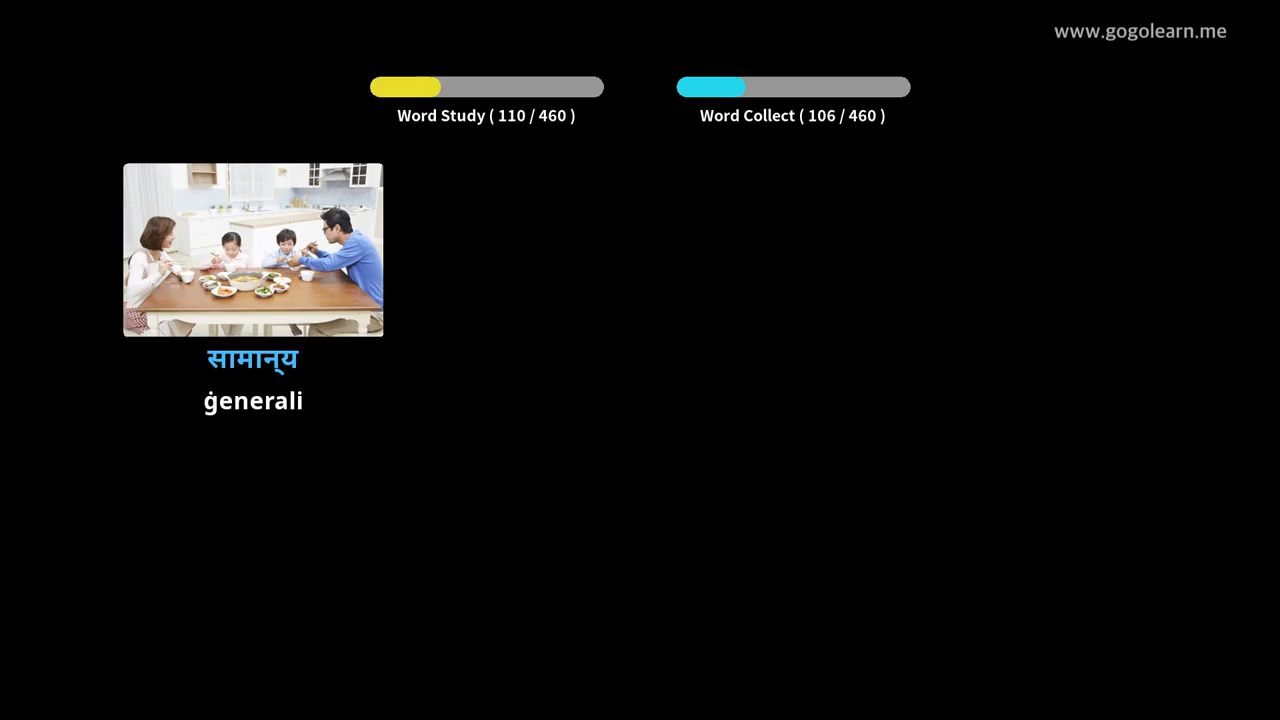 www.gogolearn.me
Word Study ( 110 / 460 )
Word Collect ( 106 / 460 )
सामान्य
ġenerali